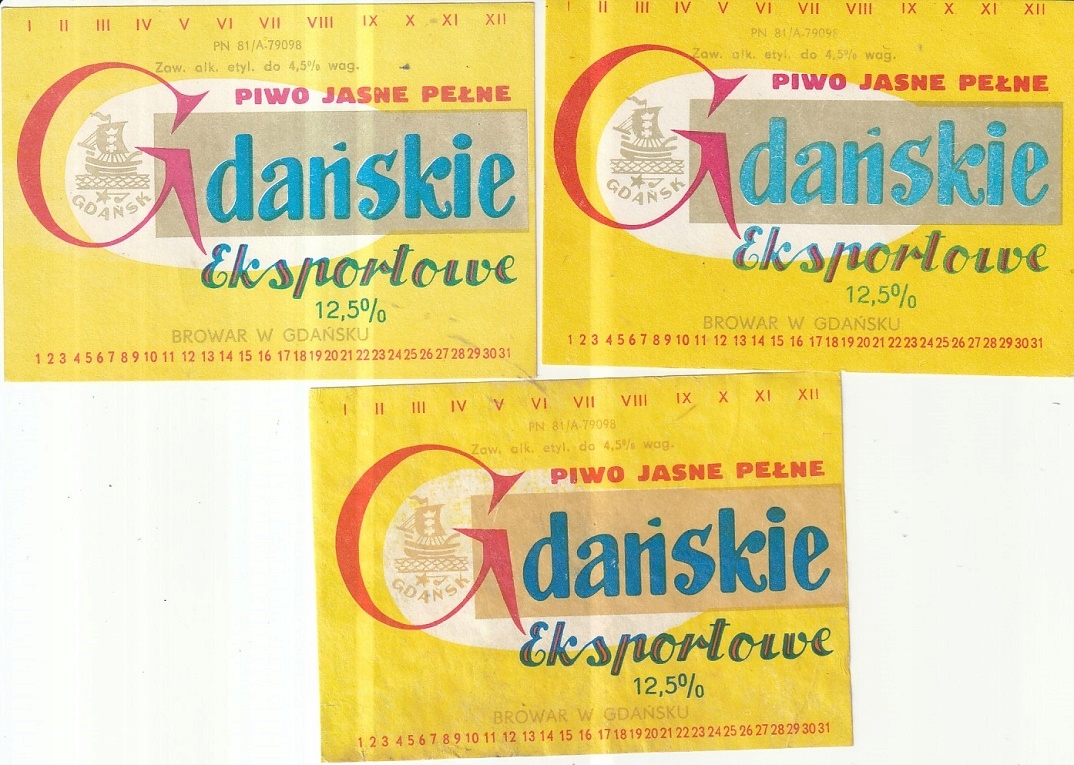 I II III IV V VI VII VIII IX X XI XII
PN 81/A-79098
Zaw. alk. etyl. do 4,5% wag.
PIWO JASNE PEŁNE
Gdańskie
GDAŃSK
Eksportowe
12,5%
BROWAR W GDAŃSKU
1 2 3 4 5 6 7 8 9 10 11 12 13 14 15 16 17 18 19 20 21 22 23 24 25 26 27 28 29 30 31
I II III IV V VI VII VIII IX X XI XII
PN 81/A-79098
Zaw. alk. etyl. do 4,5% wag.
PIWO JASNE PEŁNE
Gdańskie
GDAŃSK
Eksportowe
12,5%
BROWAR W GDAŃSKU
1 2 3 4 5 6 7 8 9 10 11 12 13 14 15 16 17 18 19 20 21 22 23 24 25 26 27 28 29 30 31
I II III IV V VI VII VIII IX X XI XII
PN 81/A-79098
Zaw. alk. etyl. do 4,5% wag.
PIWO JASNE PEŁNE
Gdańskie
GDAŃSK
Eksportowe
12,5%
BROWAR W GDAŃSKU
1 2 3 4 5 6 7 8 9 10 11 12 13 14 15 16 17 18 19 20 21 22 23 24 25 26 27 28 29 30 31